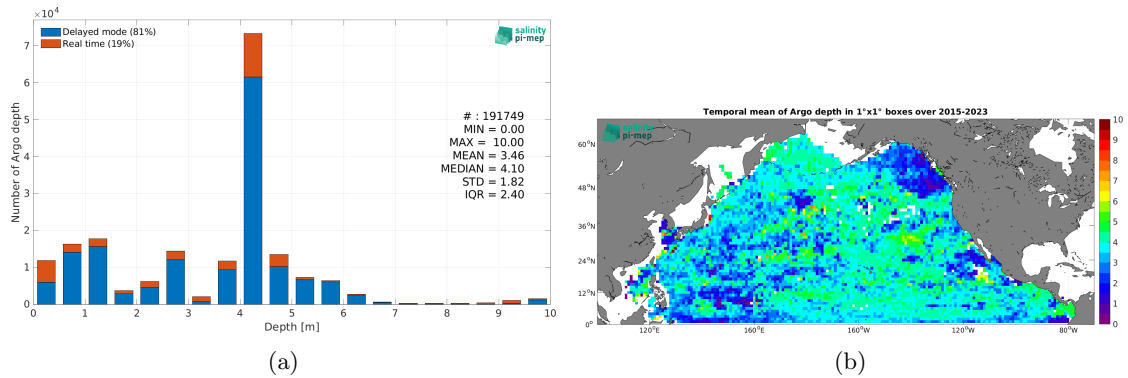 ×10⁴
Delayed mode (81%)
Real time (19%)
salinity
pi-mep
7
6
5
4
3
2
1
0
Number of Argo depth
# : 191749
MIN = 0.00
MAX = 10.00
MEAN = 3.46
MEDIAN = 4.10
STD = 1.82
IQR = 2.40
0 1 2 3 4 5 6 7 8 9 10
Depth [m]
(a)
Temporal mean of Argo depth in 1°x1° boxes over 2015-2023
salinity
pi-mep
60°N
48°N
36°N
24°N
12°N
0°
120°E 160°E 160°W 120°W 80°W
10
9
8
7
6
5
4
3
2
1
0
(b)